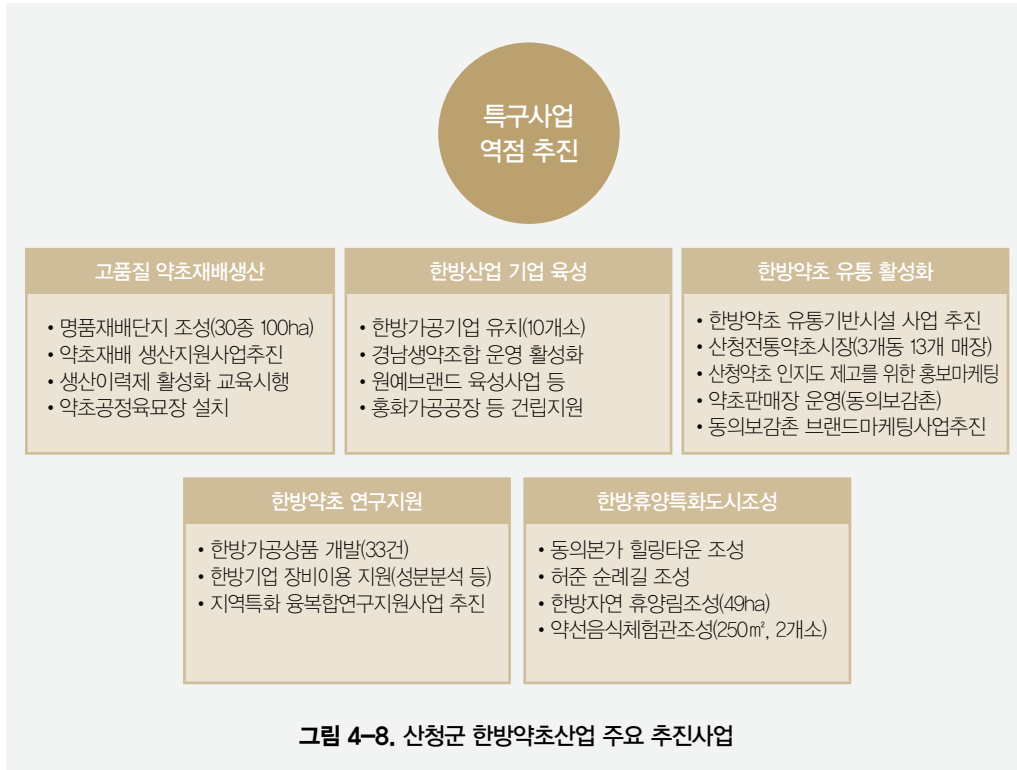 특구사업
역점 추진
고품질 약초재배생산
• 명품재배단지 조성(30종 100ha)
• 약초재배 생산지원사업추진
• 생산이력제 활성화 교육시행
• 약초공정육묘장 설치
한방산업 기업 육성
• 한방가공기업 유치(10개소)
• 경남생약조합 운영 활성화
• 원예브랜드 육성사업 등
• 홍화가공공장 등 건립지원
한방약초 유통 활성화
• 한방약초 유통기반시설 사업 추진
• 산청전통약초시장(3개동 13개 매장)
• 산청약초 인지도 제고를 위한 홍보마케팅
• 약초판매장 운영(동의보감촌)
• 동의보감촌 브랜드마케팅사업추진
한방약초 연구지원
• 한방가공상품 개발(33건)
• 한방기업 장비이용 지원(성분분석 등)
• 지역특화 융복합연구지원사업 추진
한방휴양특화도시조성
• 동의본가 힐링타운 조성
• 허준 순례길 조성
• 한방자연 휴양림조성(49ha)
• 약선음식체험관조성(250㎡, 2개소)
그림 4-8. 산청군 한방약초산업 주요 추진사업